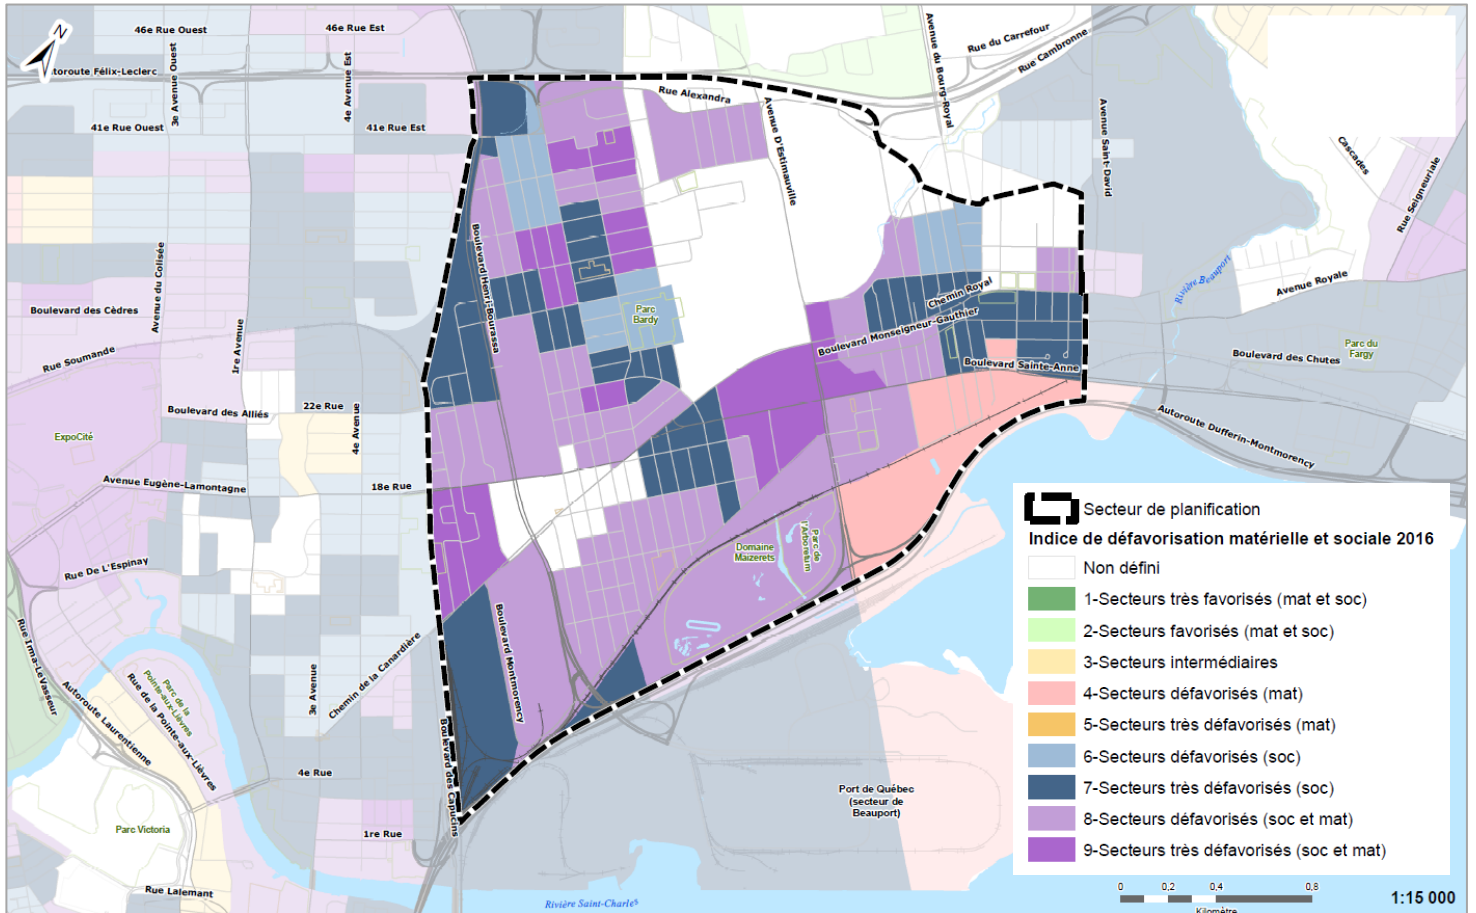 N
46e Rue Ouest
46e Rue Est
3e Avenue Ouest
4e Avenue Est
Avenue du Bourg-Royal
Rue du Carrefour
Rue Cambronne
toroute Félix-Leclerc
Rue Alexandra
Avenue D'Estimauville
Avenue Saint-David
41e Rue Ouest
41e Rue Est
Cascades
Rue Seigneuriale
Avenue du Colisée
Boulevard Henri-Bourassa
Rivière Beauport
Avenue Royale
Chemin Royal
Boulevard des Cèdres
Parc
Bardy
Boulevard Monseigneur-Gauthier
Rue Soumande
1re Avenue
Parc du
Fargy
Boulevard des Chutes
Boulevard Sainte-Anne
22e Rue
Boulevard des Alliés
4e Avenue
ExpoCité
Autoroute Dufferin-Montmorency
Avenue Eugène-Lamontagne
18e Rue
Domaine
Maizerets
Parc de
l'Arboretum
Rue De L'Espinay
Rue Irma-LeVasseur
Chemin de la Canardière
Boulevard Montmorency
Parc de la
Pointe-aux-Lièvres
Rue de la Pointe-aux-Lièvres
Autoroute Laurentienne
3e Avenue
Boulevard des Capucins
4e Rue
Port de Québec
(secteur de
Beauport)
Parc Victoria
1re Rue
Rue Lalemant
Rivière Saint-Charles
Secteur de planification
Indice de défavorisation matérielle et sociale 2016
Non défini
1-Secteurs très favorisés (mat et soc)
2-Secteurs favorisés (mat et soc)
3-Secteurs intermédiaires
4-Secteurs défavorisés (mat)
5-Secteurs très défavorisés (mat)
6-Secteurs défavorisés (soc)
7-Secteurs très défavorisés (soc)
8-Secteurs défavorisés (soc et mat)
9-Secteurs très défavorisés (soc et mat)
0 0,2 0,4 0,8
Kilomètre
1:15 000